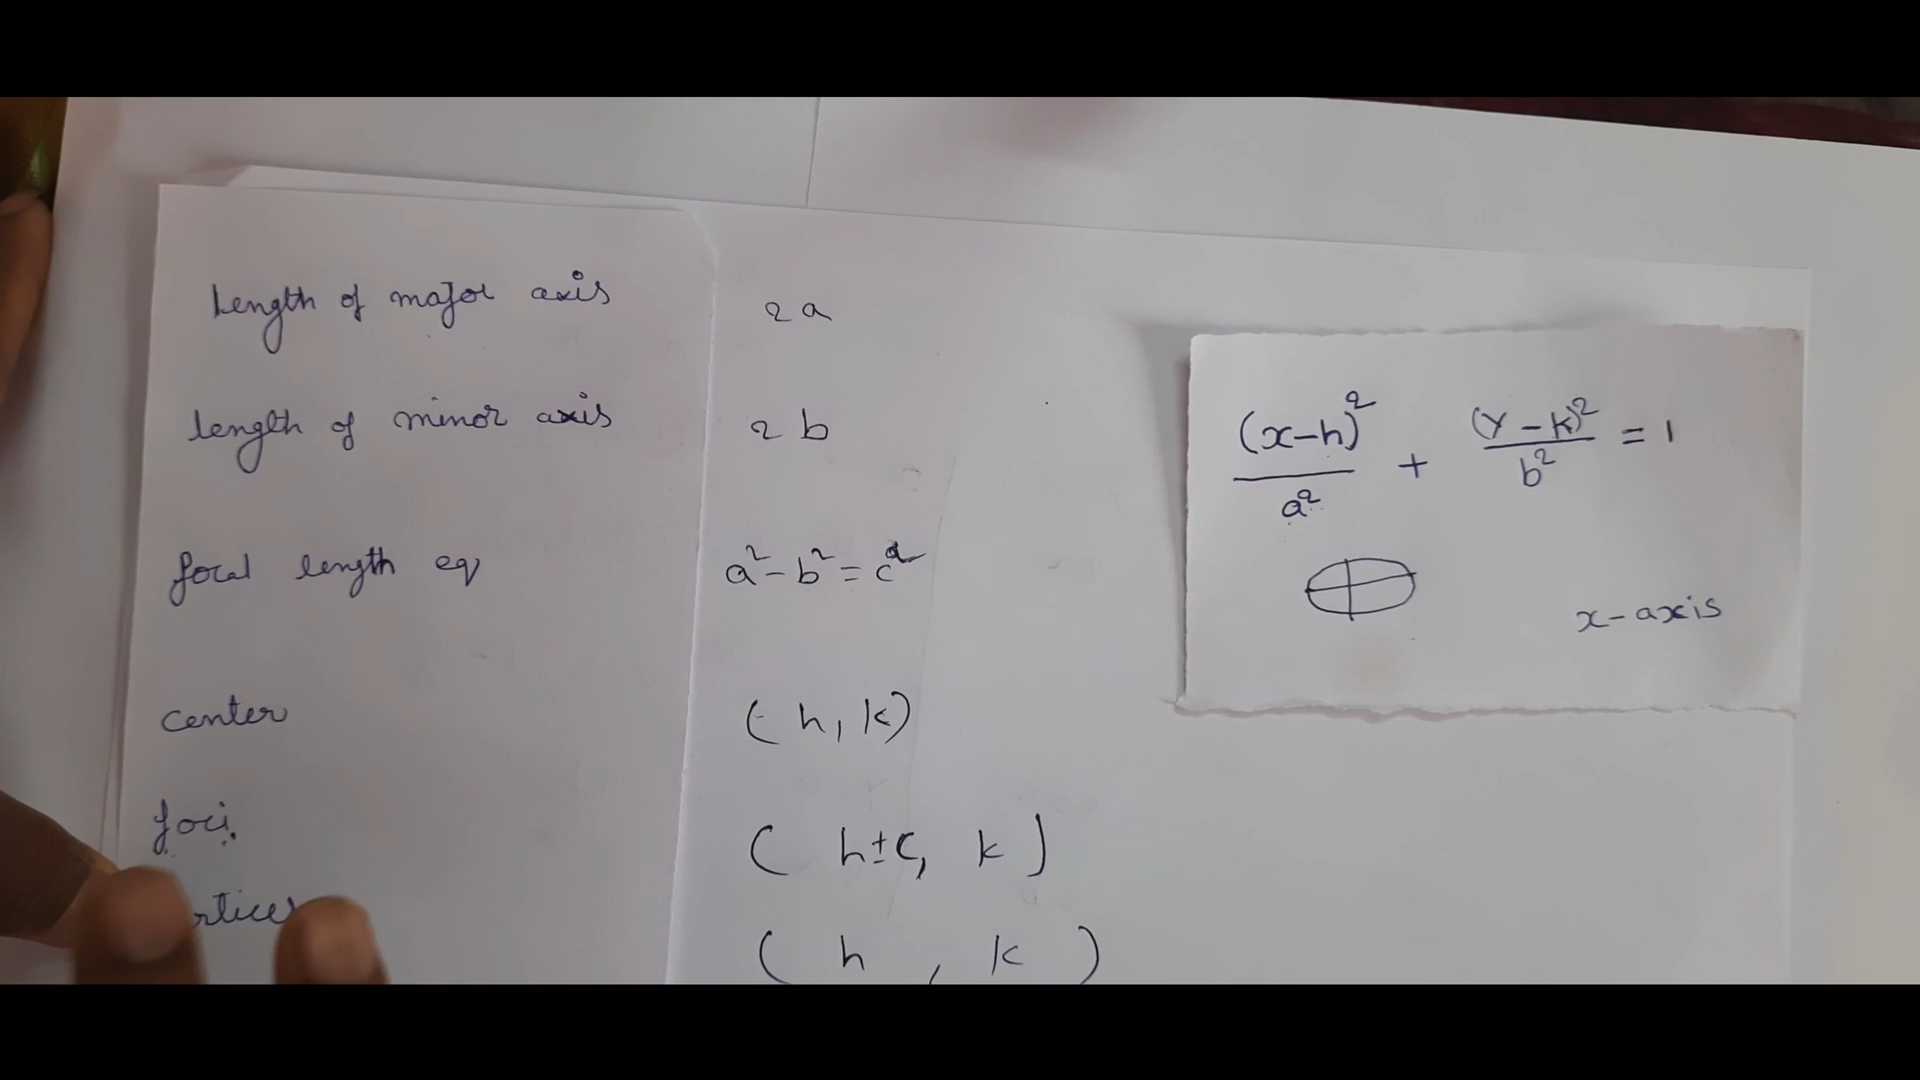 Length of major axis 2a
length of minor axis 2b
focal length eq a² - b² = c²
center (h, k)
foci (h±c, k)
(h , k)
(x-h)²/a² + (y-k)²/b² = 1
x-axis